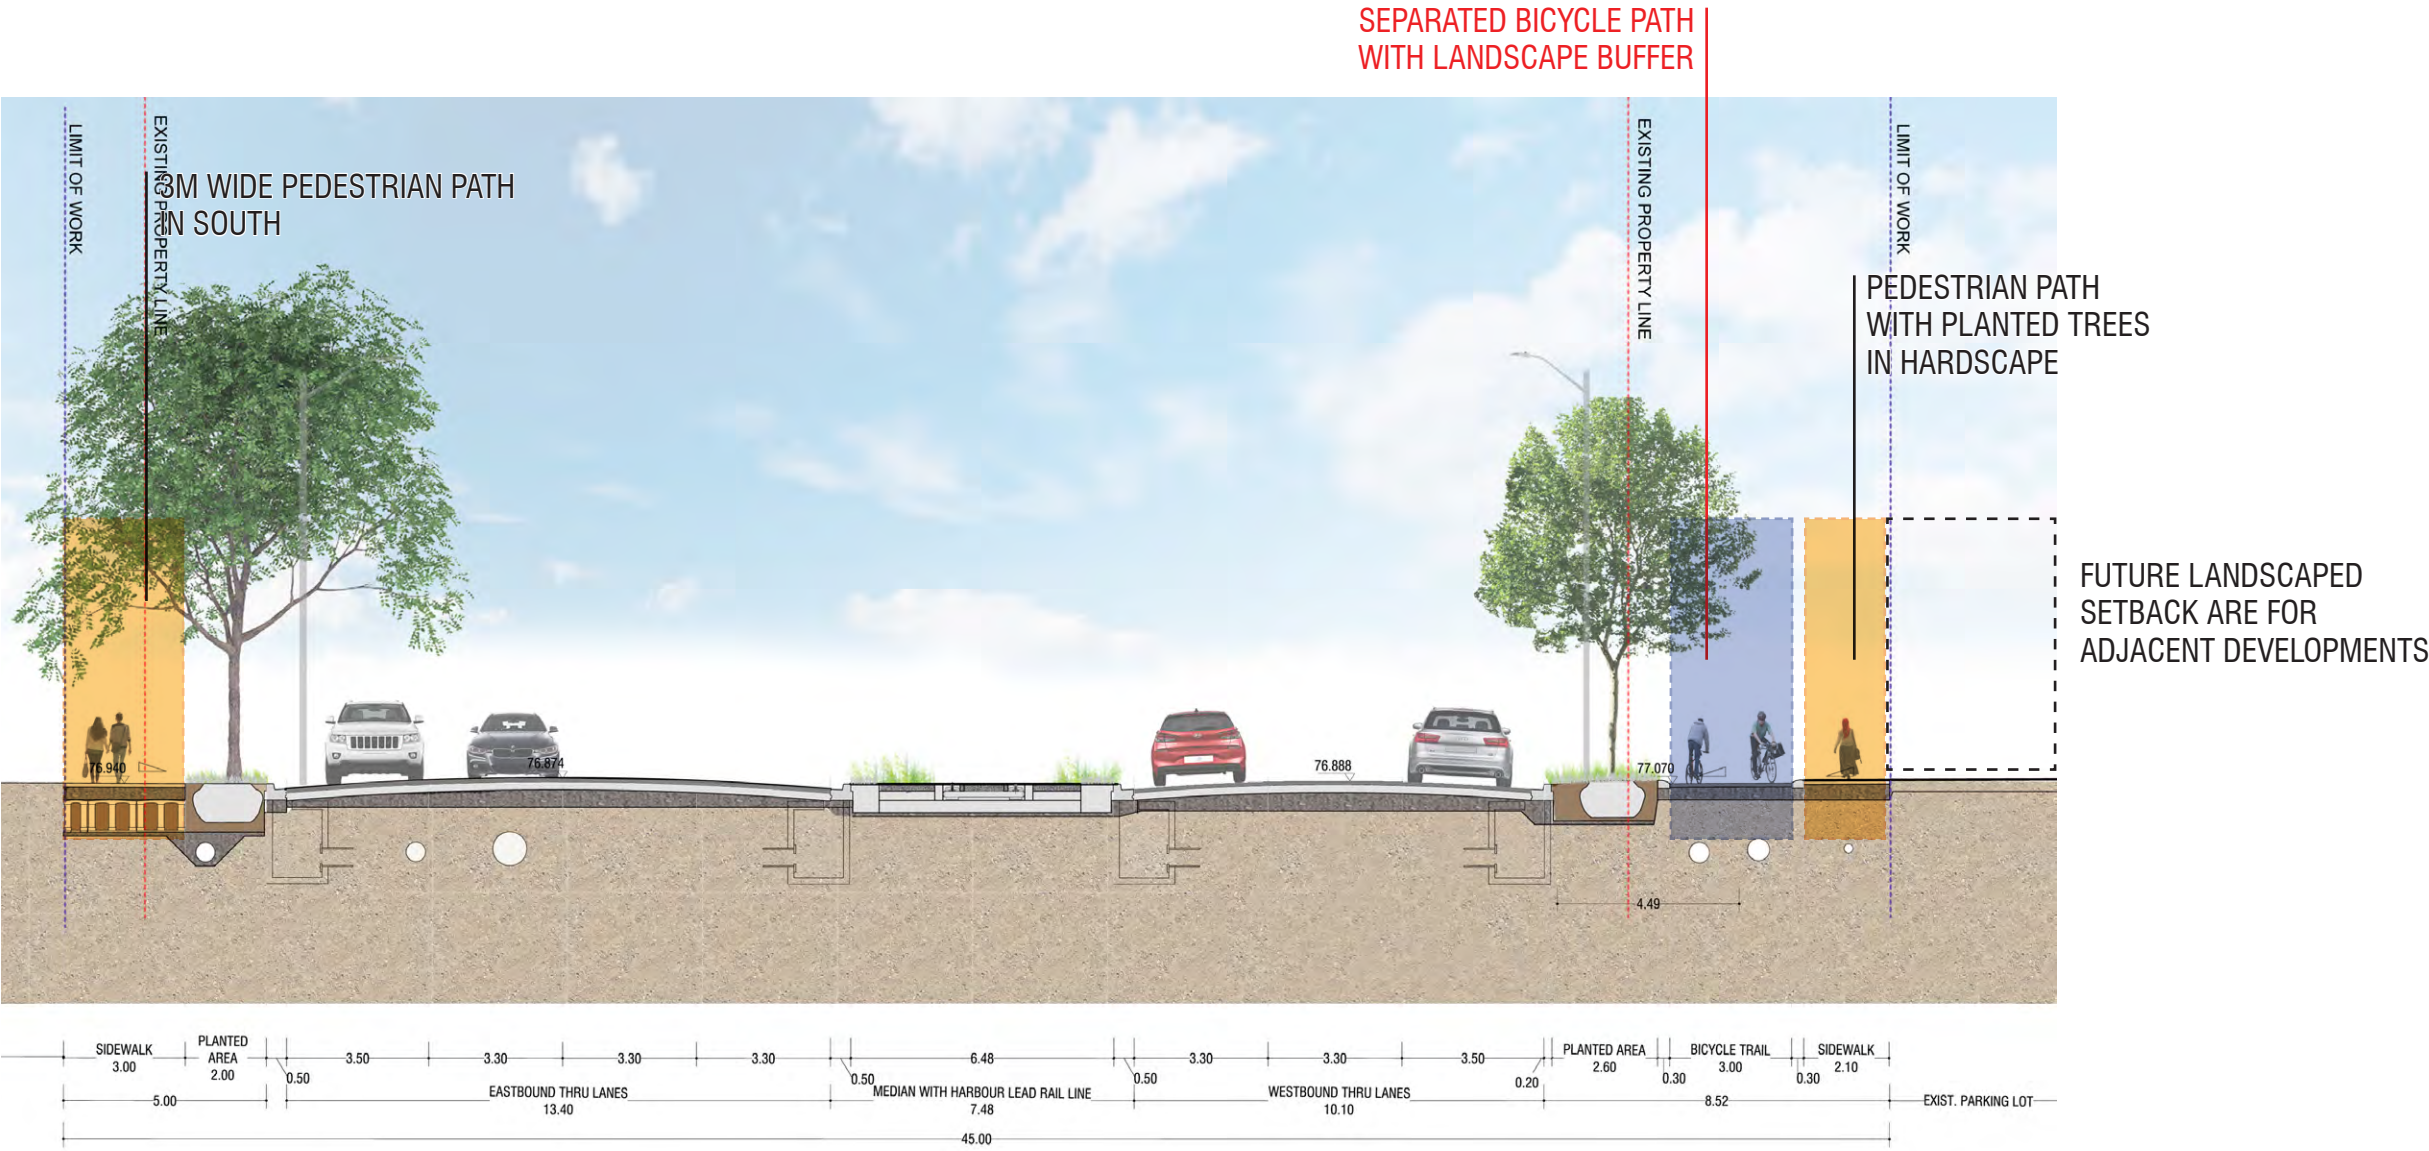 SEPARATED BICYCLE PATH
WITH LANDSCAPE BUFFER
LIMIT OF WORK
EXISTING PROPERTY LINE
3M WIDE PEDESTRIAN PATH
IN SOUTH
EXISTING PROPERTY LINE
LIMIT OF WORK
PEDESTRIAN PATH
WITH PLANTED TREES
IN HARDSCAPE
FUTURE LANDSCAPED
SETBACK ARE FOR
ADJACENT DEVELOPMENTS
76.940
76.874
76.888
77.070
4.49
SIDEWALK
3.00
PLANTED
AREA
2.00
0.50
3.50
3.30
3.30
3.30
0.50
6.48
0.50
3.30
3.30
3.50
0.20
PLANTED AREA
2.60
0.30
BICYCLE TRAIL
3.00
0.30
SIDEWALK
2.10
5.00
EASTBOUND THRU LANES
13.40
MEDIAN WITH HARBOUR LEAD RAIL LINE
7.48
WESTBOUND THRU LANES
10.10
8.52
EXIST. PARKING LOT
45.00